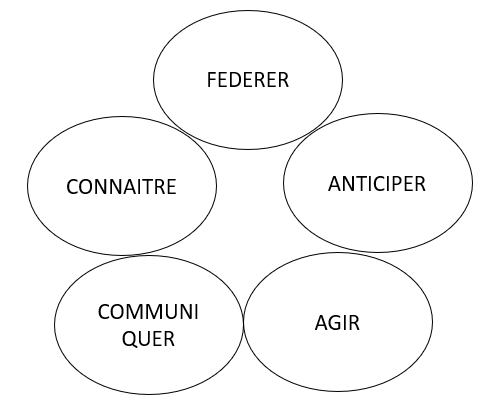 FEDERER
CONNAITRE
ANTICIPER
COMMUNI
QUER
AGIR